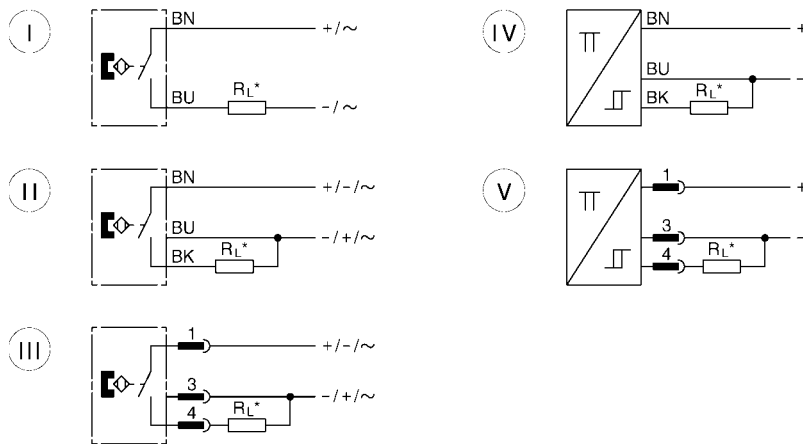 I
BN
+/~
BU
RL*
-/~
II
BN
+/-/~
BU
-/+/~
BK
RL*
III
1
+/-/~
3
-/+/~
4
RL*
IV
BN
+
BU
-
BK
RL*
V
1
+
3
-
4
RL*